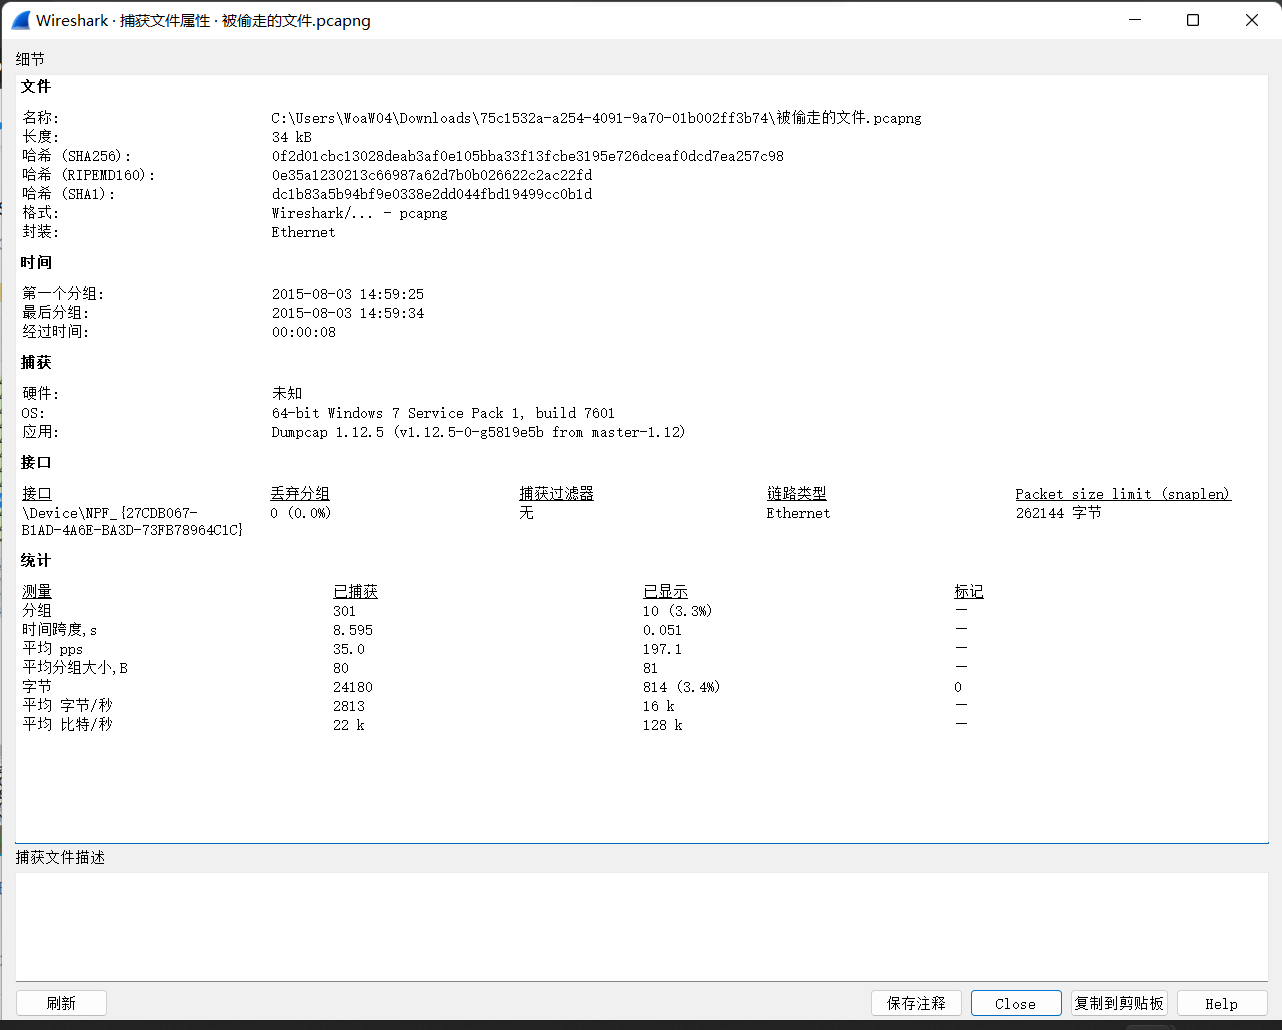 Wireshark · 捕获文件属性 · 被偷走的文件.pcapng
细节
文件
名称: C:\Users\WoaW04\Downloads\75c1532a-a254-4091-9a70-01b002ff3b74\被偷走的文件.pcapng
长度: 34 kB
哈希 (SHA256): 0f2d01cbc13028deab3af0e105bba33f13fcbe3195e726dceaf0dcd7ea257c98
哈希 (RIPEMD160): 0e35a1230213c66987a62d7b0b026622c2ac22fd
哈希 (SHA1): dc1b83a5b94bf9e0338e2dd044fbd19499cc0b1d
格式: Wireshark/... - pcapng
封装: Ethernet
时间
第一个分组: 2015-08-03 14:59:25
最后分组: 2015-08-03 14:59:34
经过时间: 00:00:08
捕获
硬件: 未知
OS: 64-bit Windows 7 Service Pack 1, build 7601
应用: Dumpcap 1.12.5 (v1.12.5-0-g5819e5b from master-1.12)
接口
接口 丢弃分组 捕获过滤器 链路类型 Packet size limit (snaplen)
\Device\NPF_{27CDB067- 0 (0.0%) 无 Ethernet 262144 字节
B1AD-4A6E-BA3D-73FB78964C1C}
统计
测量 已捕获 已显示 标记
分组 301 10 (3.3%) —
时间跨度,s 8.595 0.051 —
平均 pps 35.0 197.1 —
平均分组大小,B 80 81 —
字节 24180 814 (3.4%) 0
平均 字节/秒 2813 16 k —
平均 比特/秒 22 k 128 k —
捕获文件描述
刷新 保存注释 Close 复制到剪贴板 Help